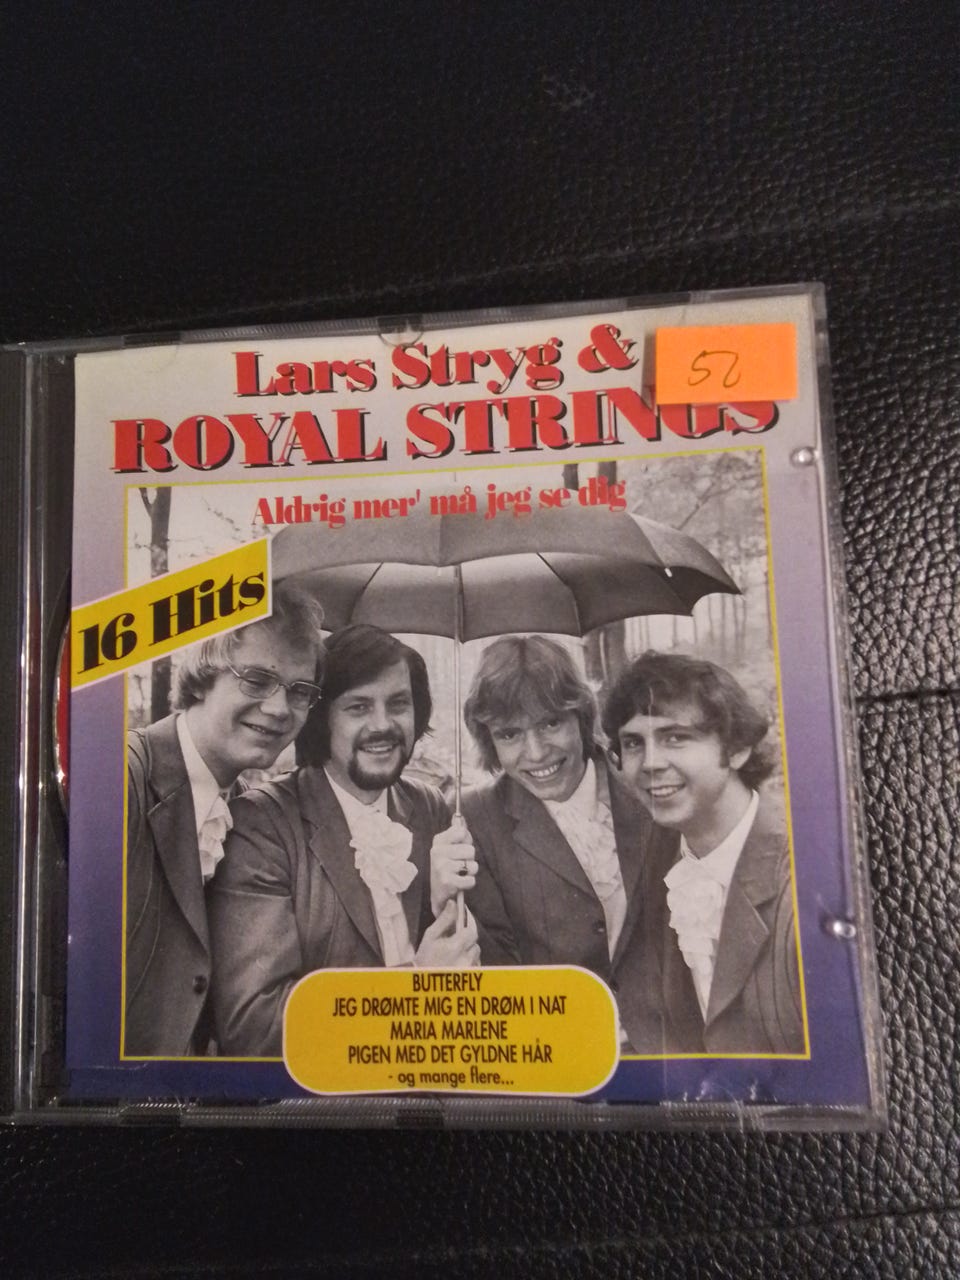 Lars Stryg &
ROYAL STRINGS
52
Aldrig mer' må jeg se dig
16 Hits
BUTTERFLY
JEG DRØMTE MIG EN DRØM I NAT
MARIA MARLENE
PIGEN MED DET GYLDNE HÅR
- og mange flere...